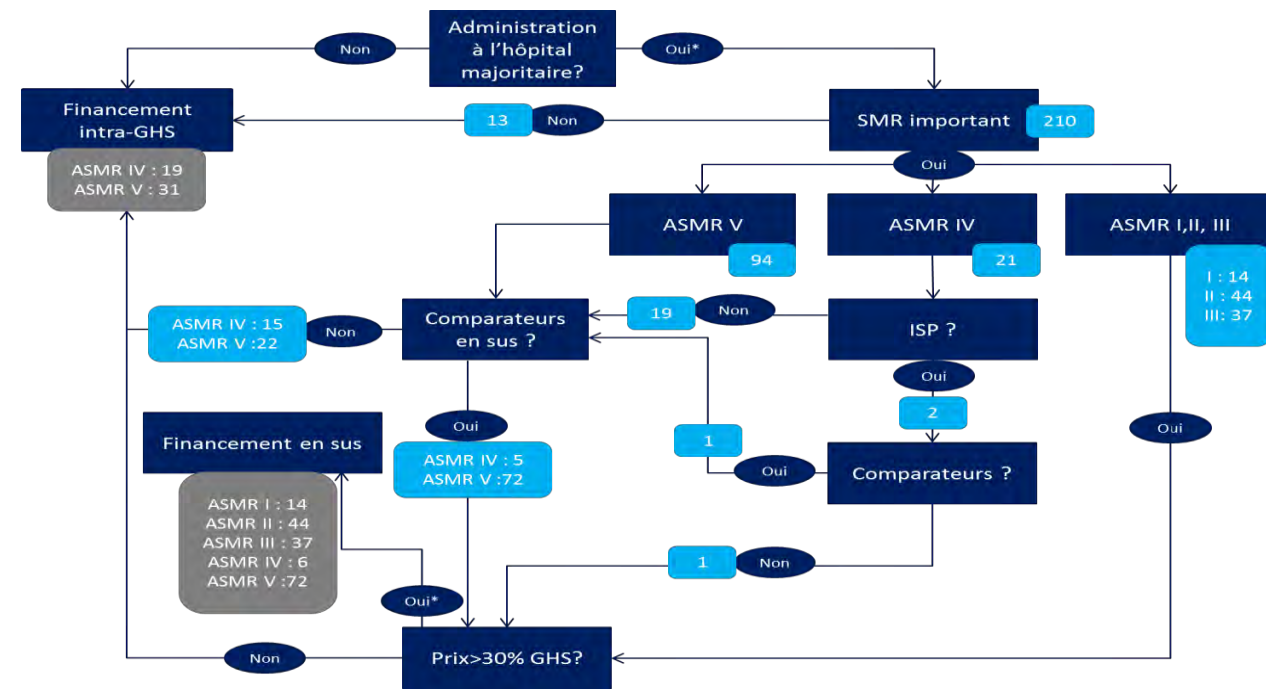 Administration
à l'hôpital
majoritaire?
Non
Oui*
Financement
intra-GHS
13
Non
SMR important
210
ASMR IV : 19
ASMR V : 31
Oui
ASMR V
94
ASMR IV
21
ASMR I,II, III
I : 14
II : 44
III: 37
ASMR IV : 15
ASMR V :22
Non
Comparateurs
en sus ?
19
Non
ISP ?
Oui
2
Oui
Financement en sus
Oui
ASMR IV : 5
ASMR V :72
1
Oui
Comparateurs ?
ASMR I : 14
ASMR II : 44
ASMR III : 37
ASMR IV : 6
ASMR V :72
1
Non
Oui*
Non
Prix>30% GHS?